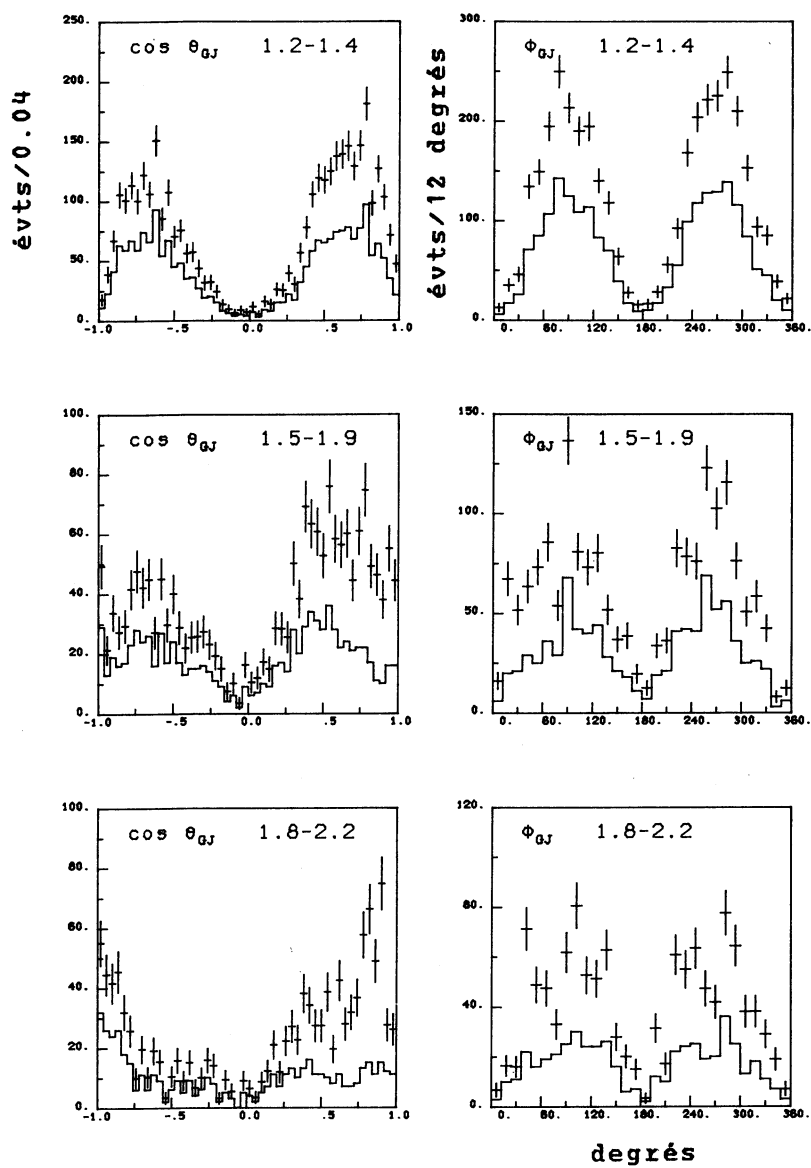 évts/0.04
évts/12 degrés
cos θGJ 1.2-1.4
250.
200.
150.
100.
50.
0.
-1.0 -.5 0.0 .5 1.0
ΦGJ 1.2-1.4
300.
200.
100.
0.
0. 60. 120. 180. 240. 300. 360.
cos θGJ 1.5-1.9
100.
80.
60.
40.
20.
0.
-1.0 -.5 0.0 .5 1.0
ΦGJ 1.5-1.9
150.
100.
50.
0.
0. 60. 120. 180. 240. 300. 360.
cos θGJ 1.8-2.2
100.
80.
60.
40.
20.
0.
-1.0 -.5 0.0 .5 1.0
ΦGJ 1.8-2.2
120.
80.
40.
0.
0. 60. 120. 180. 240. 300. 360.
degrés